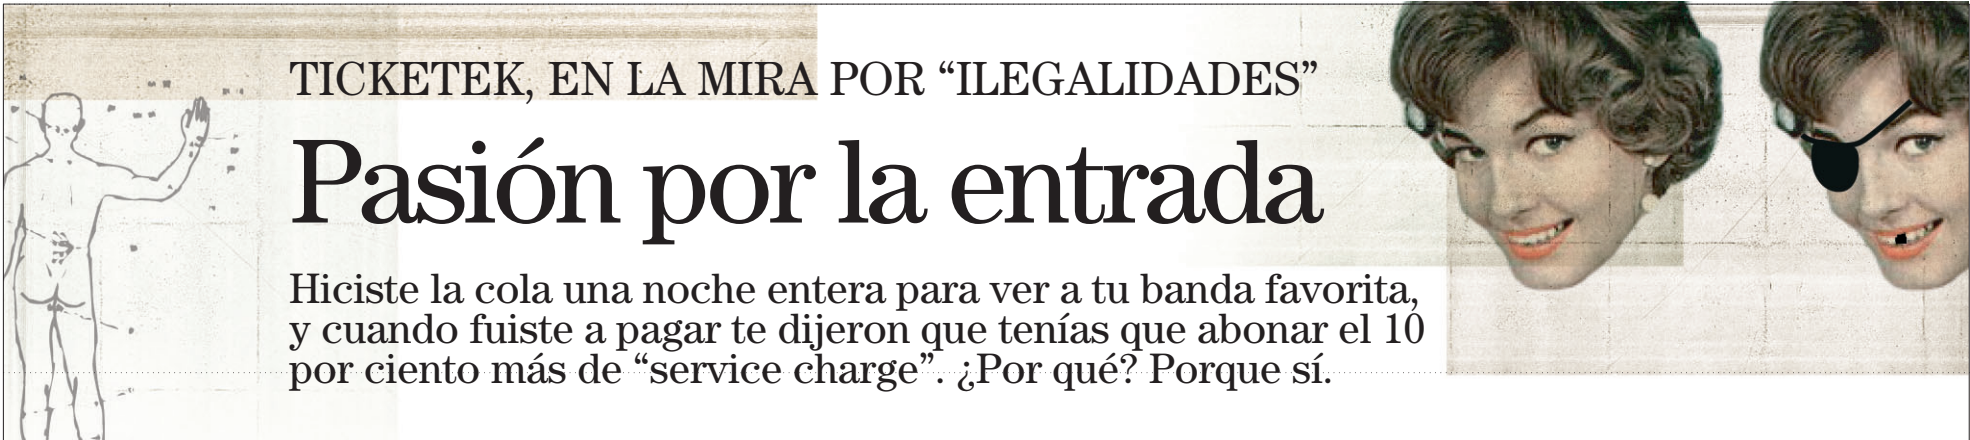 TICKETEK, EN LA MIRA POR “ILEGALIDADES”
Pasión por la entrada
Hiciste la cola una noche entera para ver a tu banda favorita,
y cuando fuiste a pagar te dijeron que tenías que abonar el 10
por ciento más de “service charge”. ¿Por qué? Porque sí.